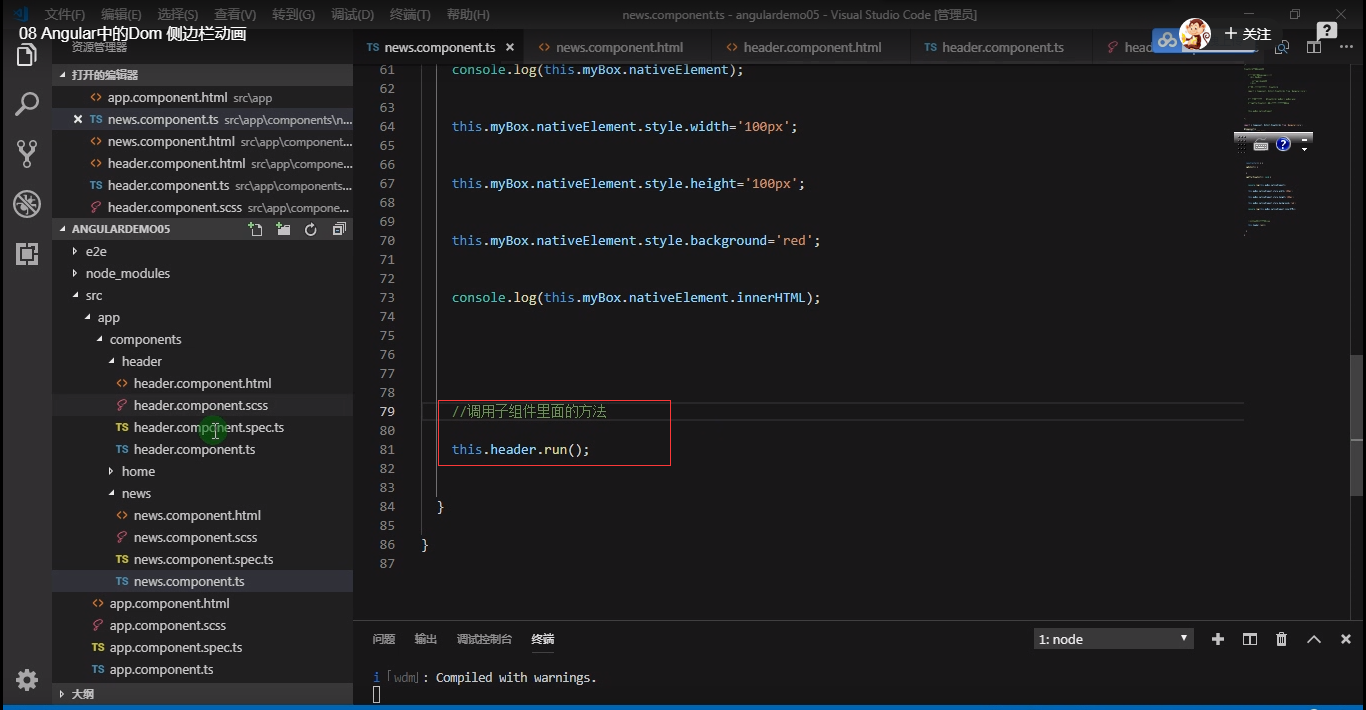 文件(F) 编辑(E) 选择(S) 查看(V) 转到(G) 调试(D) 终端(T) 帮助(H) news.component.ts - angulardemo05 - Visual Studio Code [管理员]
08 Angular中的Dom 侧边栏动画
+ 关注
资源管理器
TS news.component.ts
<> news.component.html
<> header.component.html
TS header.component.ts
head
打开的编辑器
<> app.component.html src\app
TS news.component.ts src\app\components\n...
<> news.component.html src\app\component...
<> header.component.html src\app\compone...
TS header.component.ts src\app\components...
header.component.scss src\app\compone...
ANGULARDEMO05
e2e
node_modules
src
app
components
header
<> header.component.html
header.component.scss
TS header.component.spec.ts
TS header.component.ts
home
news
<> news.component.html
news.component.scss
TS news.component.spec.ts
TS news.component.ts
<> app.component.html
app.component.scss
TS app.component.spec.ts
TS app.component.ts
大纲
61 console.log(this.myBox.nativeElement);
62
63
64 this.myBox.nativeElement.style.width='100px';
65
66
67 this.myBox.nativeElement.style.height='100px';
68
69
70 this.myBox.nativeElement.style.background='red';
71
72
73 console.log(this.myBox.nativeElement.innerHTML);
74
75
76
77
78
79 //调用子组件里面的方法
80
81 this.header.run();
82
83
84 }
85
86 }
87
问题 输出 调试控制台 终端 1: node
i「wdm」: Compiled with warnings.